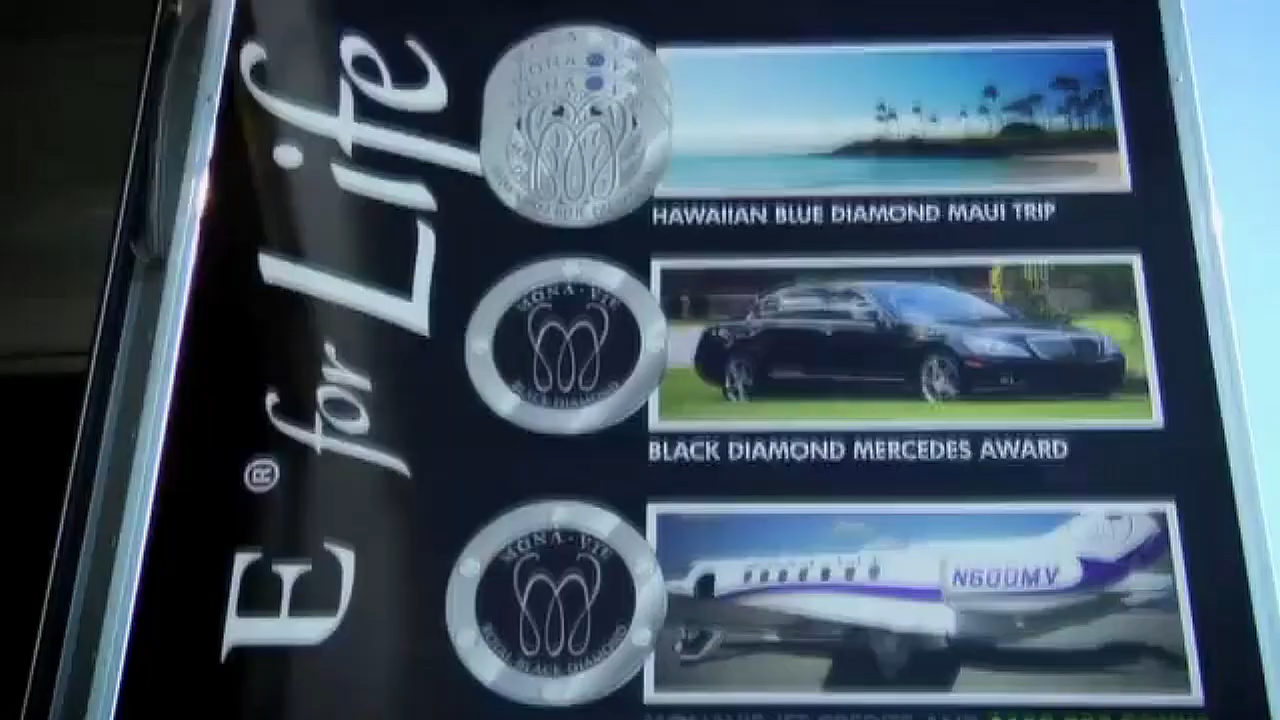 E® for Life
HAWAIIAN BLUE DIAMOND MAUI TRIP
MONA · VIE
BLACK DIAMOND
BLACK DIAMOND MERCEDES AWARD
MONA · VIE
ROYAL BLACK DIAMOND
N600MV